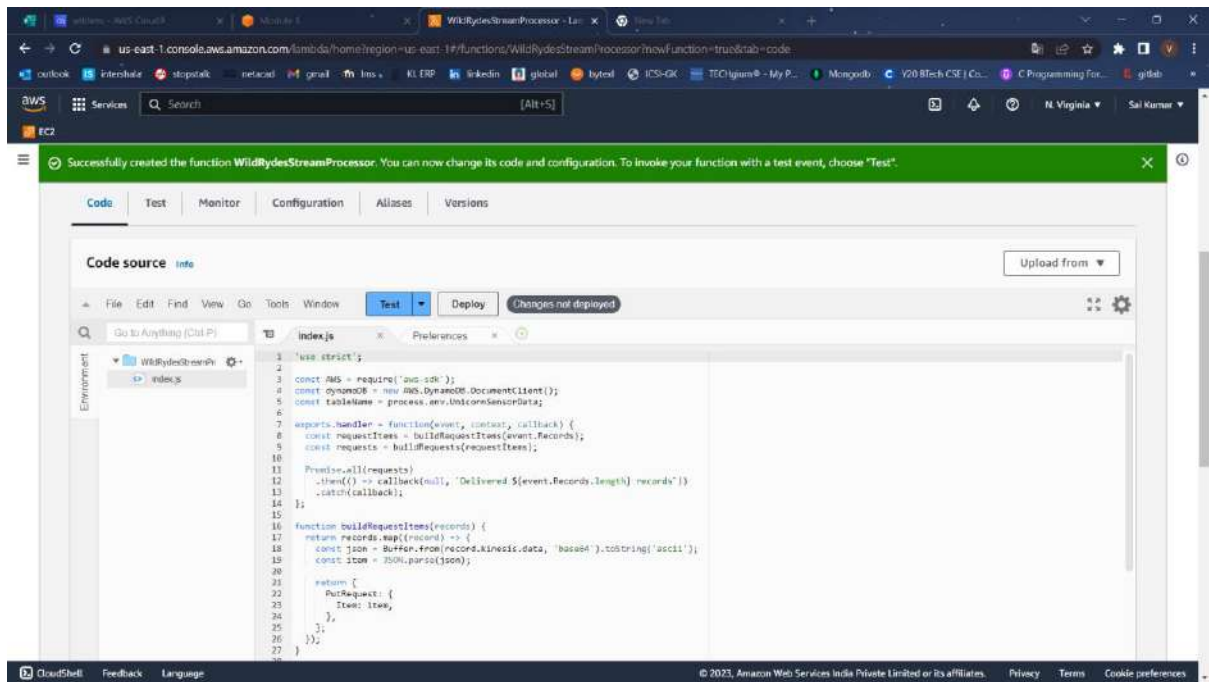 Module
WildRydesStreamProcessor - Lam
New Tab
us-east-1.console.aws.amazon.com/lambda/home?region=us-east-1#/functions/WildRydesStreamProcessor?newFunction=true&tab=code
outlook
stopstalk
netacad
gmail
lms
KL ERP
linkedin
global
TECHgium® - My P...
Mongodb
Y20 BTech CSE | Co...
C Programming For...
gitlab
aws
Services
Search
[Alt+S]
N. Virginia
Sai Kumar
EC2
Successfully created the function WildRydesStreamProcessor. You can now change its code and configuration. To invoke your function with a test event, choose "Test".
Code Test Monitor Configuration Aliases Versions
Code source Info
Upload from
File Edit Find View Go Tools Window Test Deploy Changes not deployed
Go to Anything (Ctrl-P)
index.js
Preferences
Environment
WildRydesStreamPr
index.js
1 'use strict';
2
3 const AWS = require('aws-sdk');
4 const dynamoDB = new AWS.DynamoDB.DocumentClient();
5 const tableName = process.env.UnicornSensorData;
6
7 exports.handler = function(event, context, callback) {
8 const requestItems = buildRequestItems(event.Records);
9 const requests = buildRequests(requestItems);
10
11 Promise.all(requests)
12 .then(() => callback(null, `Delivered ${event.Records.length} records`))
13 .catch(callback);
14 };
15
16 function buildRequestItems(records) {
17 return records.map((record) => {
18 const json = Buffer.from(record.kinesis.data, 'base64').toString('ascii');
19 const item = JSON.parse(json);
20
21 return {
22 PutRequest: {
23 Item: item,
24 },
25 };
26 });
27 }
CloudShell Feedback Language
© 2023, Amazon Web Services India Private Limited or its affiliates. Privacy Terms Cookie preferences